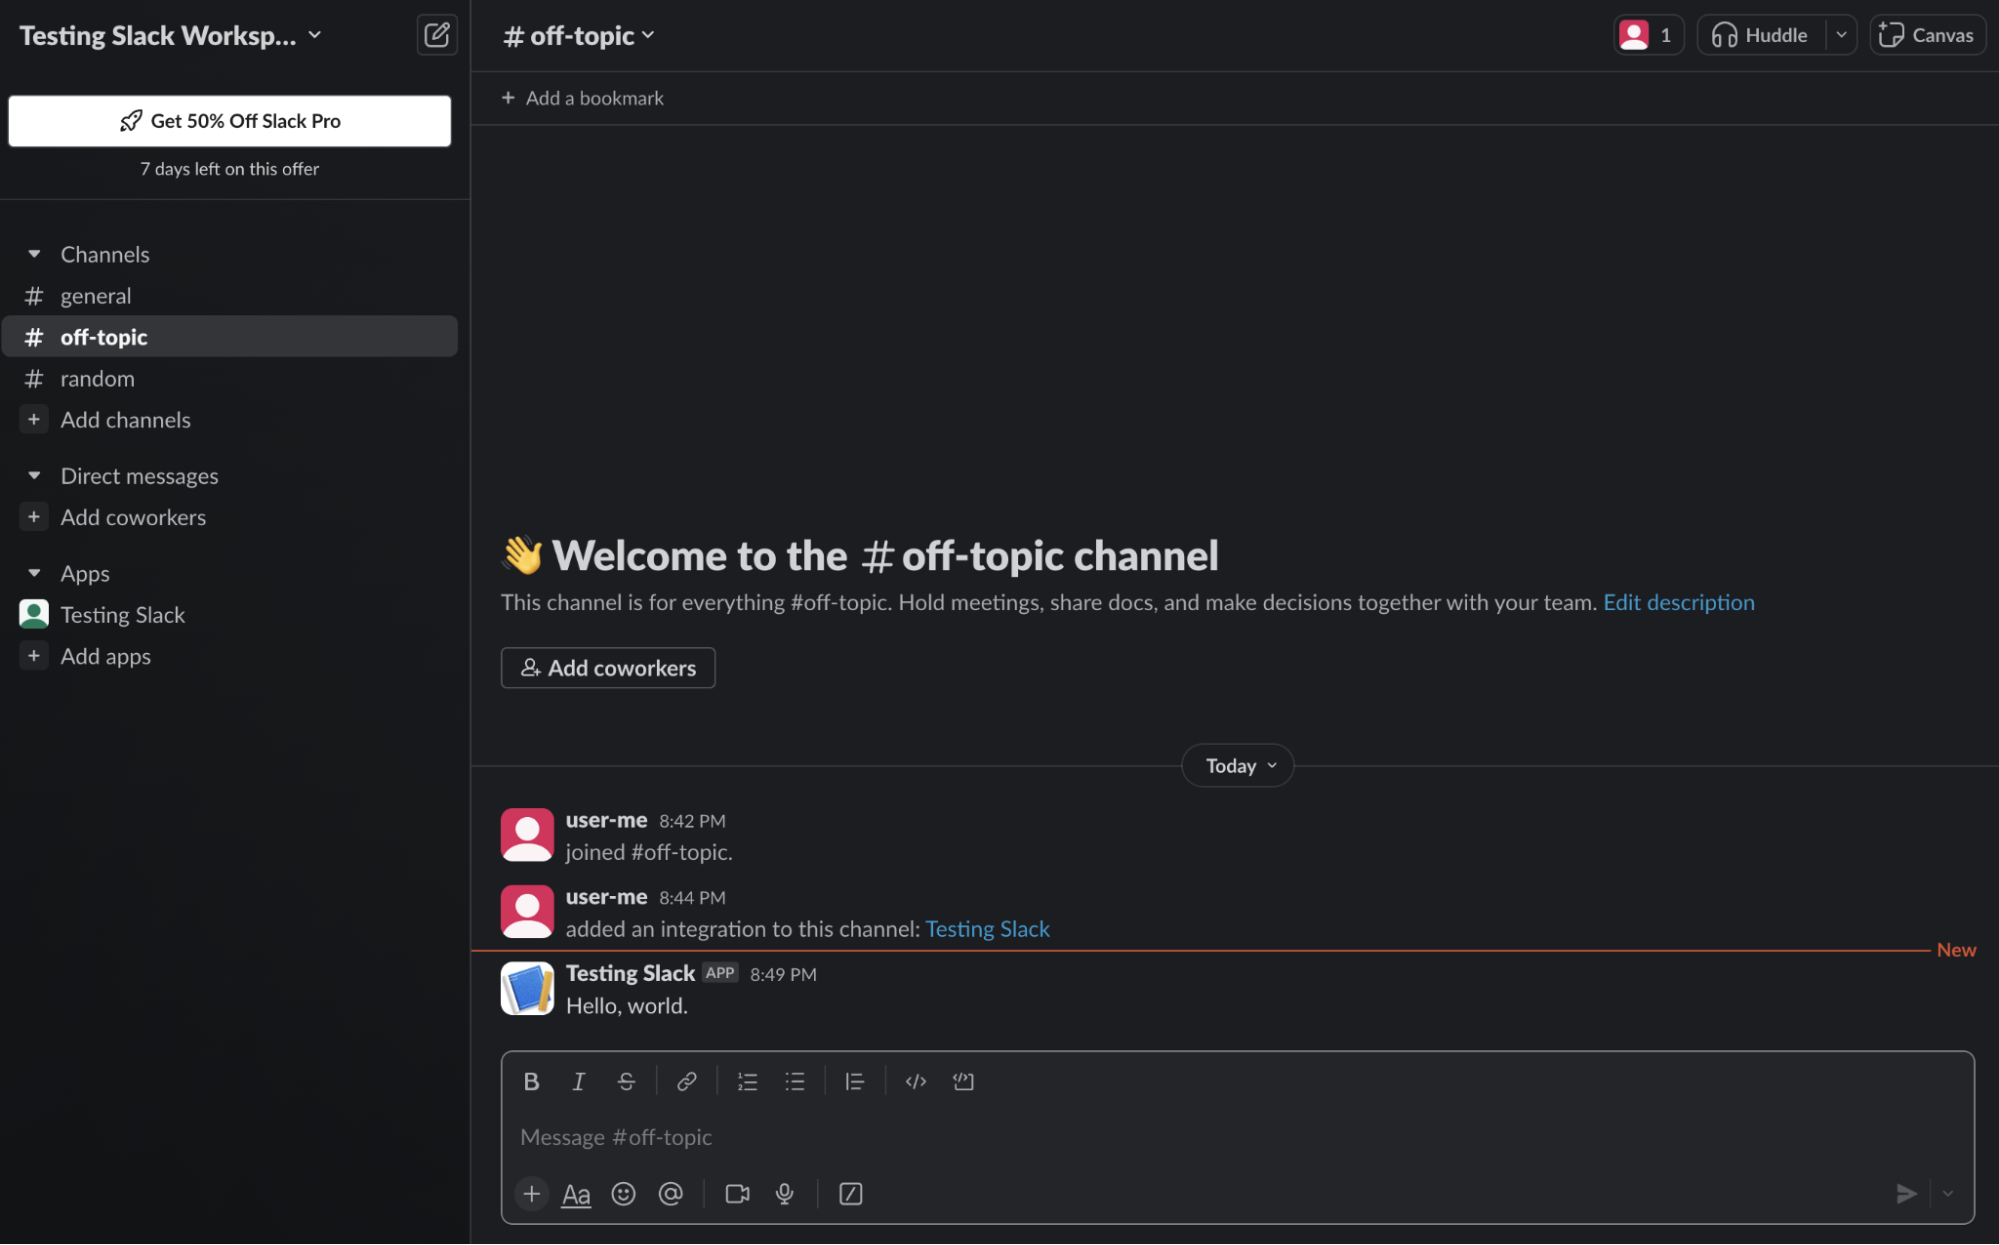 Testing Slack Worksp...
Get 50% Off Slack Pro
7 days left on this offer
Channels
# general
# off-topic
# random
+ Add channels
Direct messages
+ Add coworkers
Apps
Testing Slack
+ Add apps
# off-topic
1
Huddle
Canvas
+ Add a bookmark
👋 Welcome to the # off-topic channel
This channel is for everything #off-topic. Hold meetings, share docs, and make decisions together with your team. Edit description
Add coworkers
Today
user-me 8:42 PM
joined #off-topic.
user-me 8:44 PM
added an integration to this channel: Testing Slack
New
Testing Slack APP 8:49 PM
Hello, world.
B I S
Message #off-topic
+ Aa @